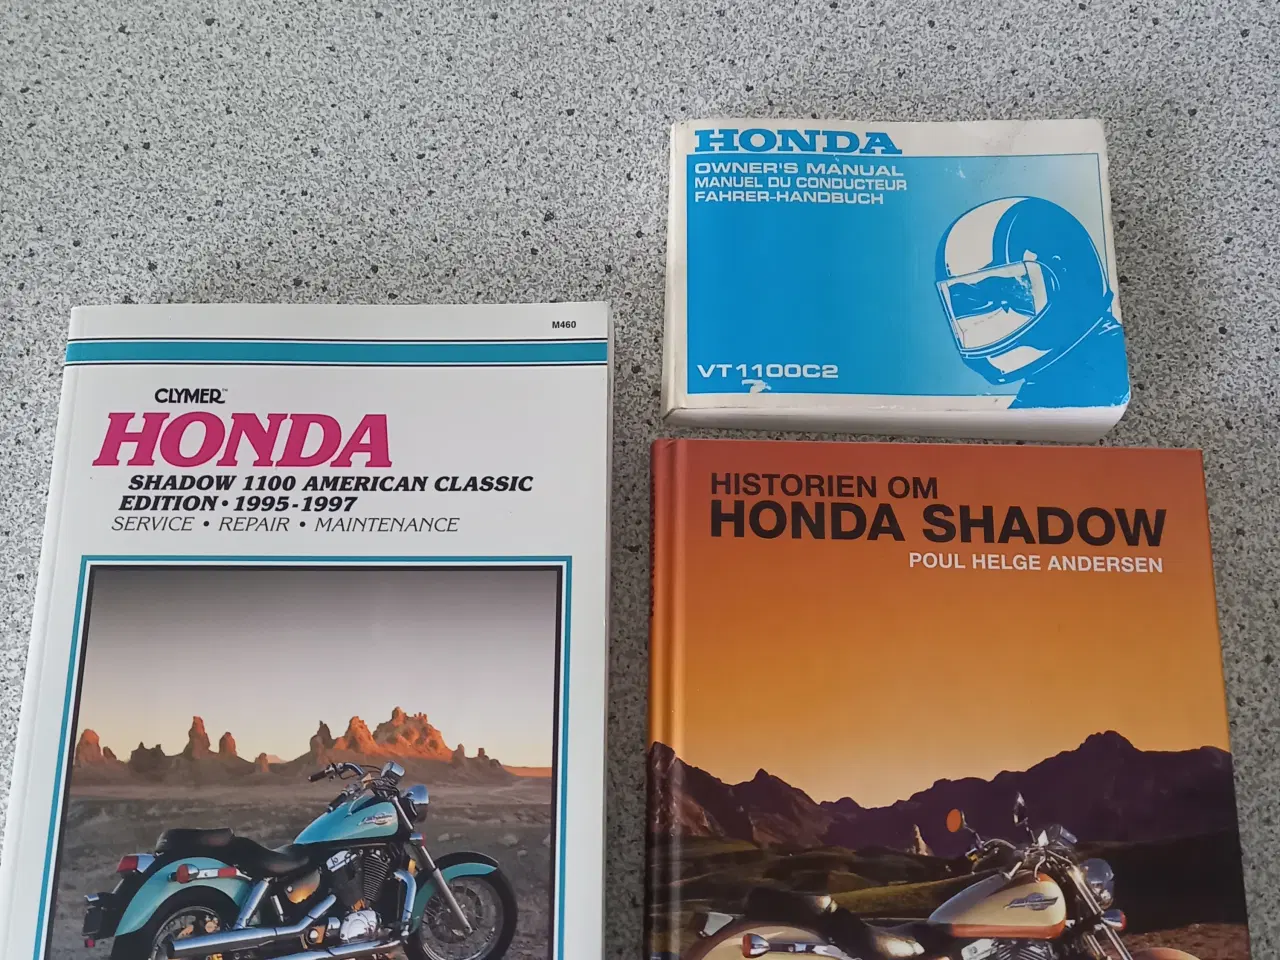 HONDA
OWNER'S MANUAL
MANUEL DU CONDUCTEUR
FAHRER-HANDBUCH
VT1100C2
M460
CLYMER™
HONDA
SHADOW 1100 AMERICAN CLASSIC
EDITION • 1995-1997
SERVICE • REPAIR • MAINTENANCE
HISTORIEN OM
HONDA SHADOW
POUL HELGE ANDERSEN